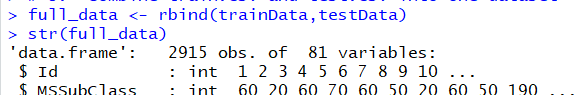 > full_data <- rbind(trainData,testData)
> str(full_data)
'data.frame': 2915 obs. of 81 variables:
$ Id : int 1 2 3 4 5 6 7 8 9 10 ...
$ MSSubClass : int 60 20 60 70 60 50 20 60 50 190 ...